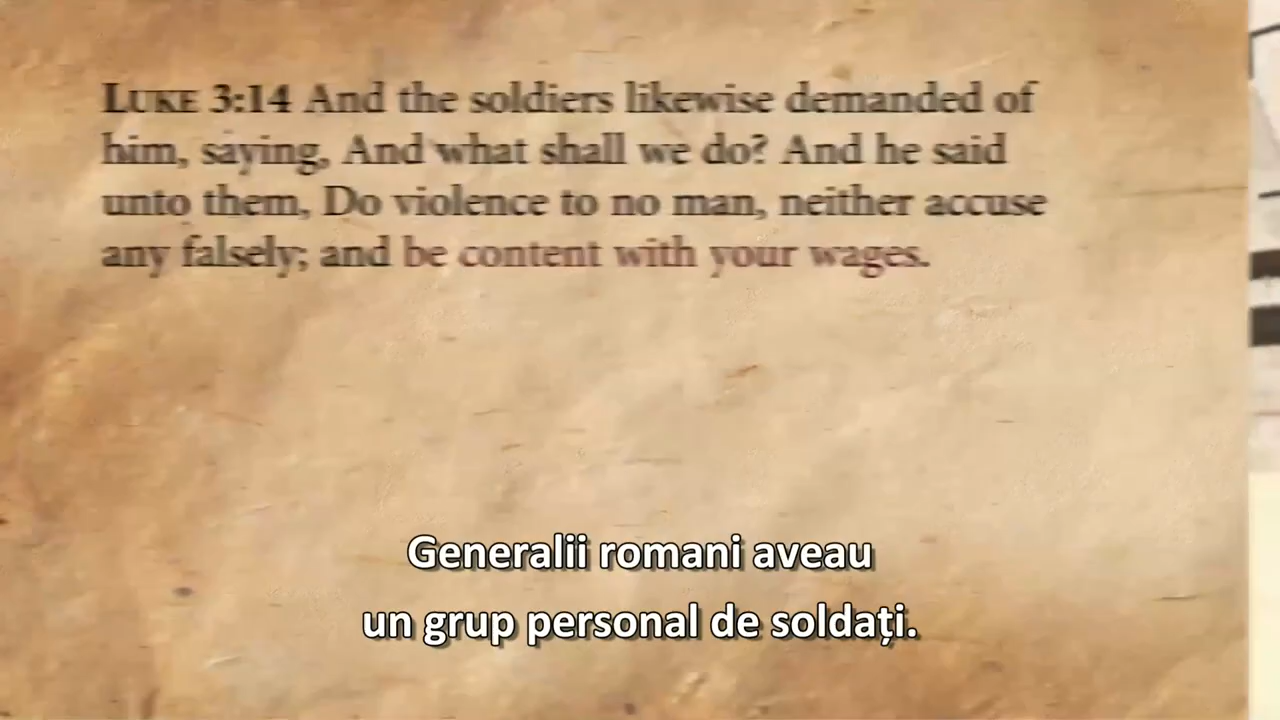 LUKE 3:14 And the soldiers likewise demanded of
him, saying, And what shall we do? And he said
unto them, Do violence to no man, neither accuse
any falsely; and be content with your wages.
Generalii romani aveau
un grup personal de soldați.